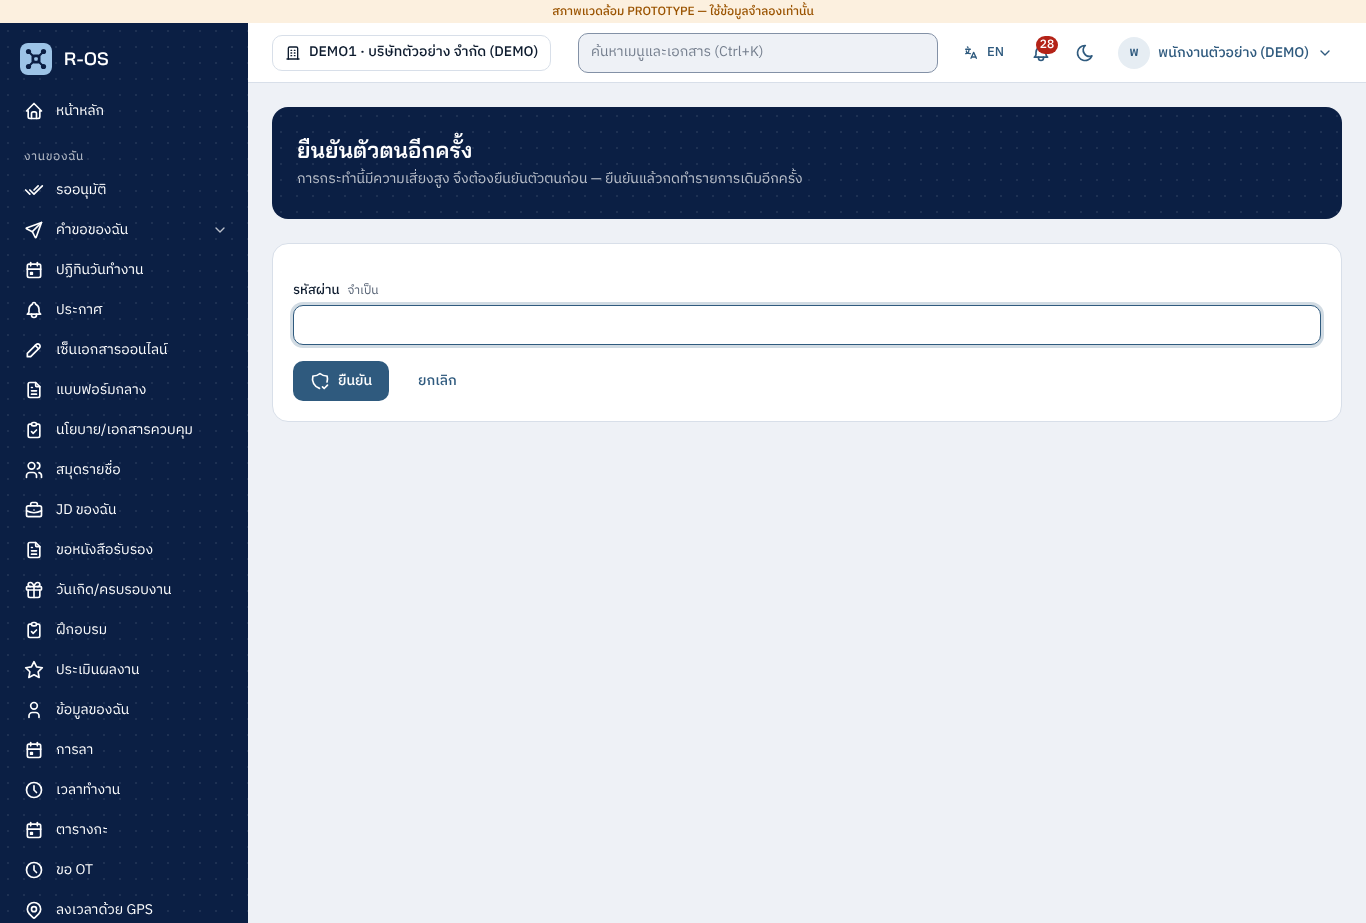 สภาพแวดล้อม PROTOTYPE — ใช้ข้อมูลจำลองเท่านั้น
R-OS
DEMO1 · บริษัทตัวอย่าง จำกัด (DEMO)
ค้นหาเมนูและเอกสาร (Ctrl+K)
EN
28
พ
พนักงานตัวอย่าง (DEMO)
หน้าหลัก
งานของฉัน
รออนุมัติ
คำขอของฉัน
ปฏิทินวันทำงาน
ประกาศ
เซ็นเอกสารออนไลน์
แบบฟอร์มกลาง
นโยบาย/เอกสารควบคุม
สมุดรายชื่อ
JD ของฉัน
ขอหนังสือรับรอง
วันเกิด/ครบรอบงาน
ฝึกอบรม
ประเมินผลงาน
ข้อมูลของฉัน
การลา
เวลาทำงาน
ตารางกะ
ขอ OT
ลงเวลาด้วย GPS
ยืนยันตัวตนอีกครั้ง
การกระทำนี้มีความเสี่ยงสูง จึงต้องยืนยันตัวตนก่อน — ยืนยันแล้วกดทำรายการเดิมอีกครั้ง
รหัสผ่าน จำเป็น
ยืนยัน
ยกเลิก